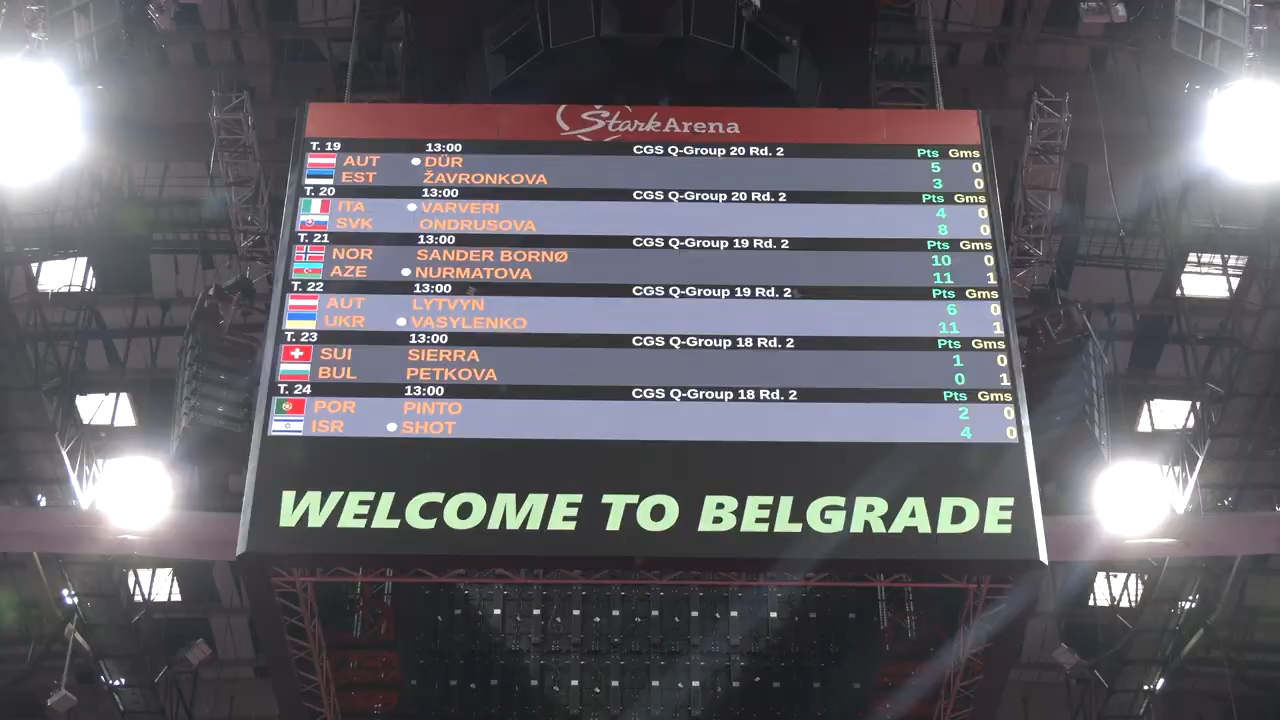 ŠtarkArena
T. 19 13:00 CGS Q-Group 20 Rd. 2 Pts Gms
AUT DÜR 5 0
EST ŽAVRONKOVA 3 0
T. 20 13:00 CGS Q-Group 20 Rd. 2 Pts Gms
ITA VARVERI 4 0
SVK ONDRUSOVA 8 0
T. 21 13:00 CGS Q-Group 19 Rd. 2 Pts Gms
NOR SANDER BORNØ 10 0
AZE NURMATOVA 11 1
T. 22 13:00 CGS Q-Group 19 Rd. 2 Pts Gms
AUT LYTVYN 6 0
UKR VASYLENKO 11 1
T. 23 13:00 CGS Q-Group 18 Rd. 2 Pts Gms
SUI SIERRA 1 0
BUL PETKOVA 0 1
T. 24 13:00 CGS Q-Group 18 Rd. 2 Pts Gms
POR PINTO 2 0
ISR SHOT 4 0
WELCOME TO BELGRADE